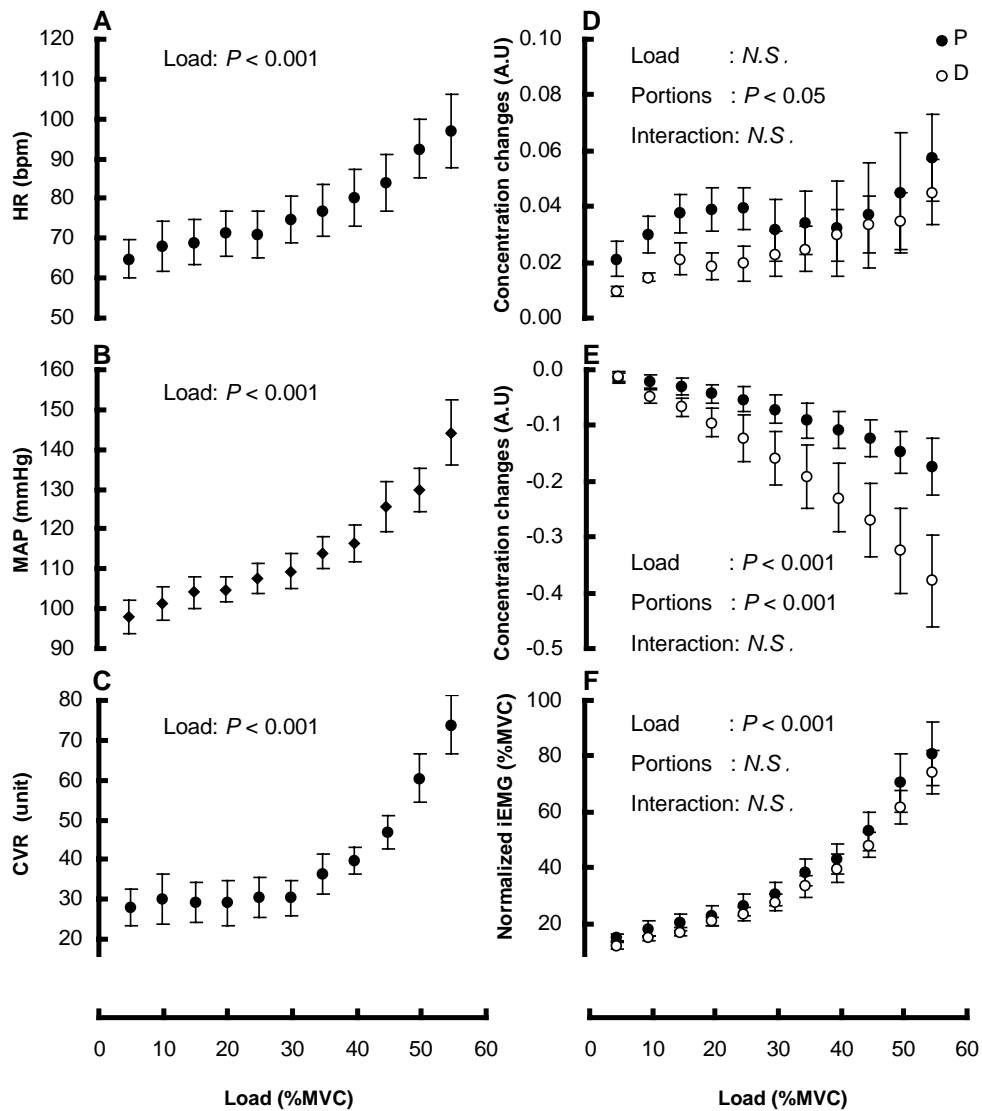 A
120
110
100
90
80
70
60
50
HR (bpm)
Load: P < 0.001
B
160
150
140
130
120
110
100
90
MAP (mmHg)
Load: P < 0.001
C
80
70
60
50
40
30
20
CVR (unit)
Load: P < 0.001
0 10 20 30 40 50 60
Load (%MVC)
D
0.10
0.08
0.06
0.04
0.02
0.00
Concentration changes (A.U)
Load : N.S.
Portions : P < 0.05
Interaction: N.S.
P
D
E
0.0
-0.1
-0.2
-0.3
-0.4
-0.5
Concentration changes (A.U)
Load : P < 0.001
Portions : P < 0.001
Interaction: N.S.
F
100
80
60
40
20
Normalized iEMG (%MVC)
Load : P < 0.001
Portions : N.S.
Interaction: N.S.
0 10 20 30 40 50 60
Load (%MVC)